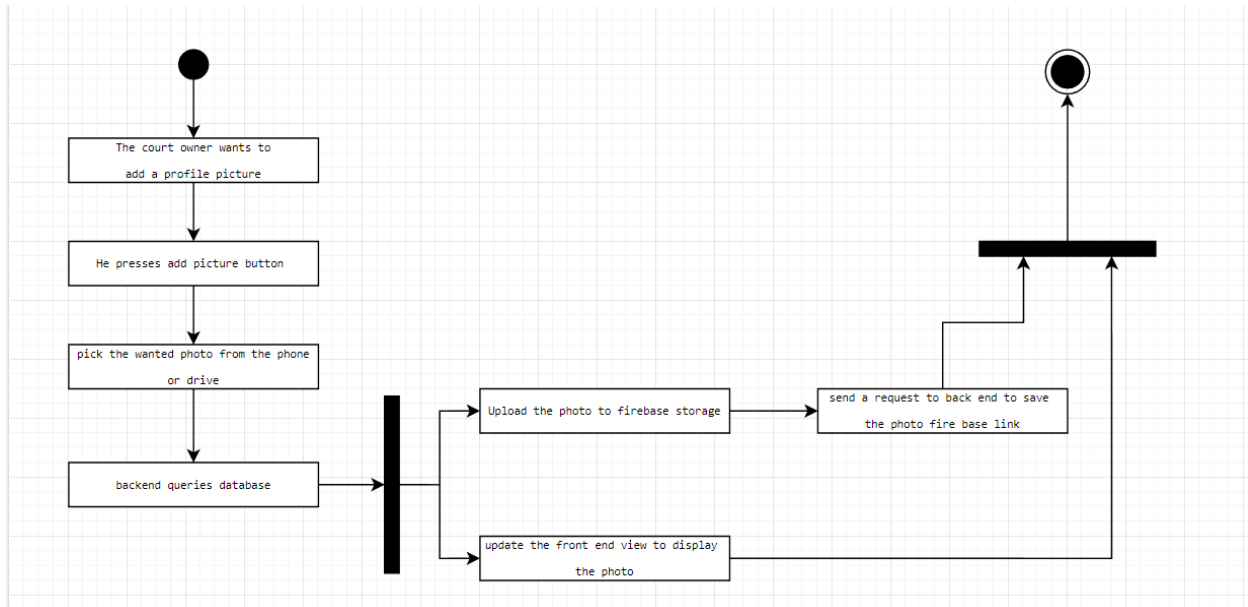 The court owner wants to
add a profile picture
He presses add picture button
pick the wanted photo from the phone
or drive
backend queries database
Upload the photo to firebase storage
send a request to back end to save
the photo fire base link
update the front end view to display
the photo